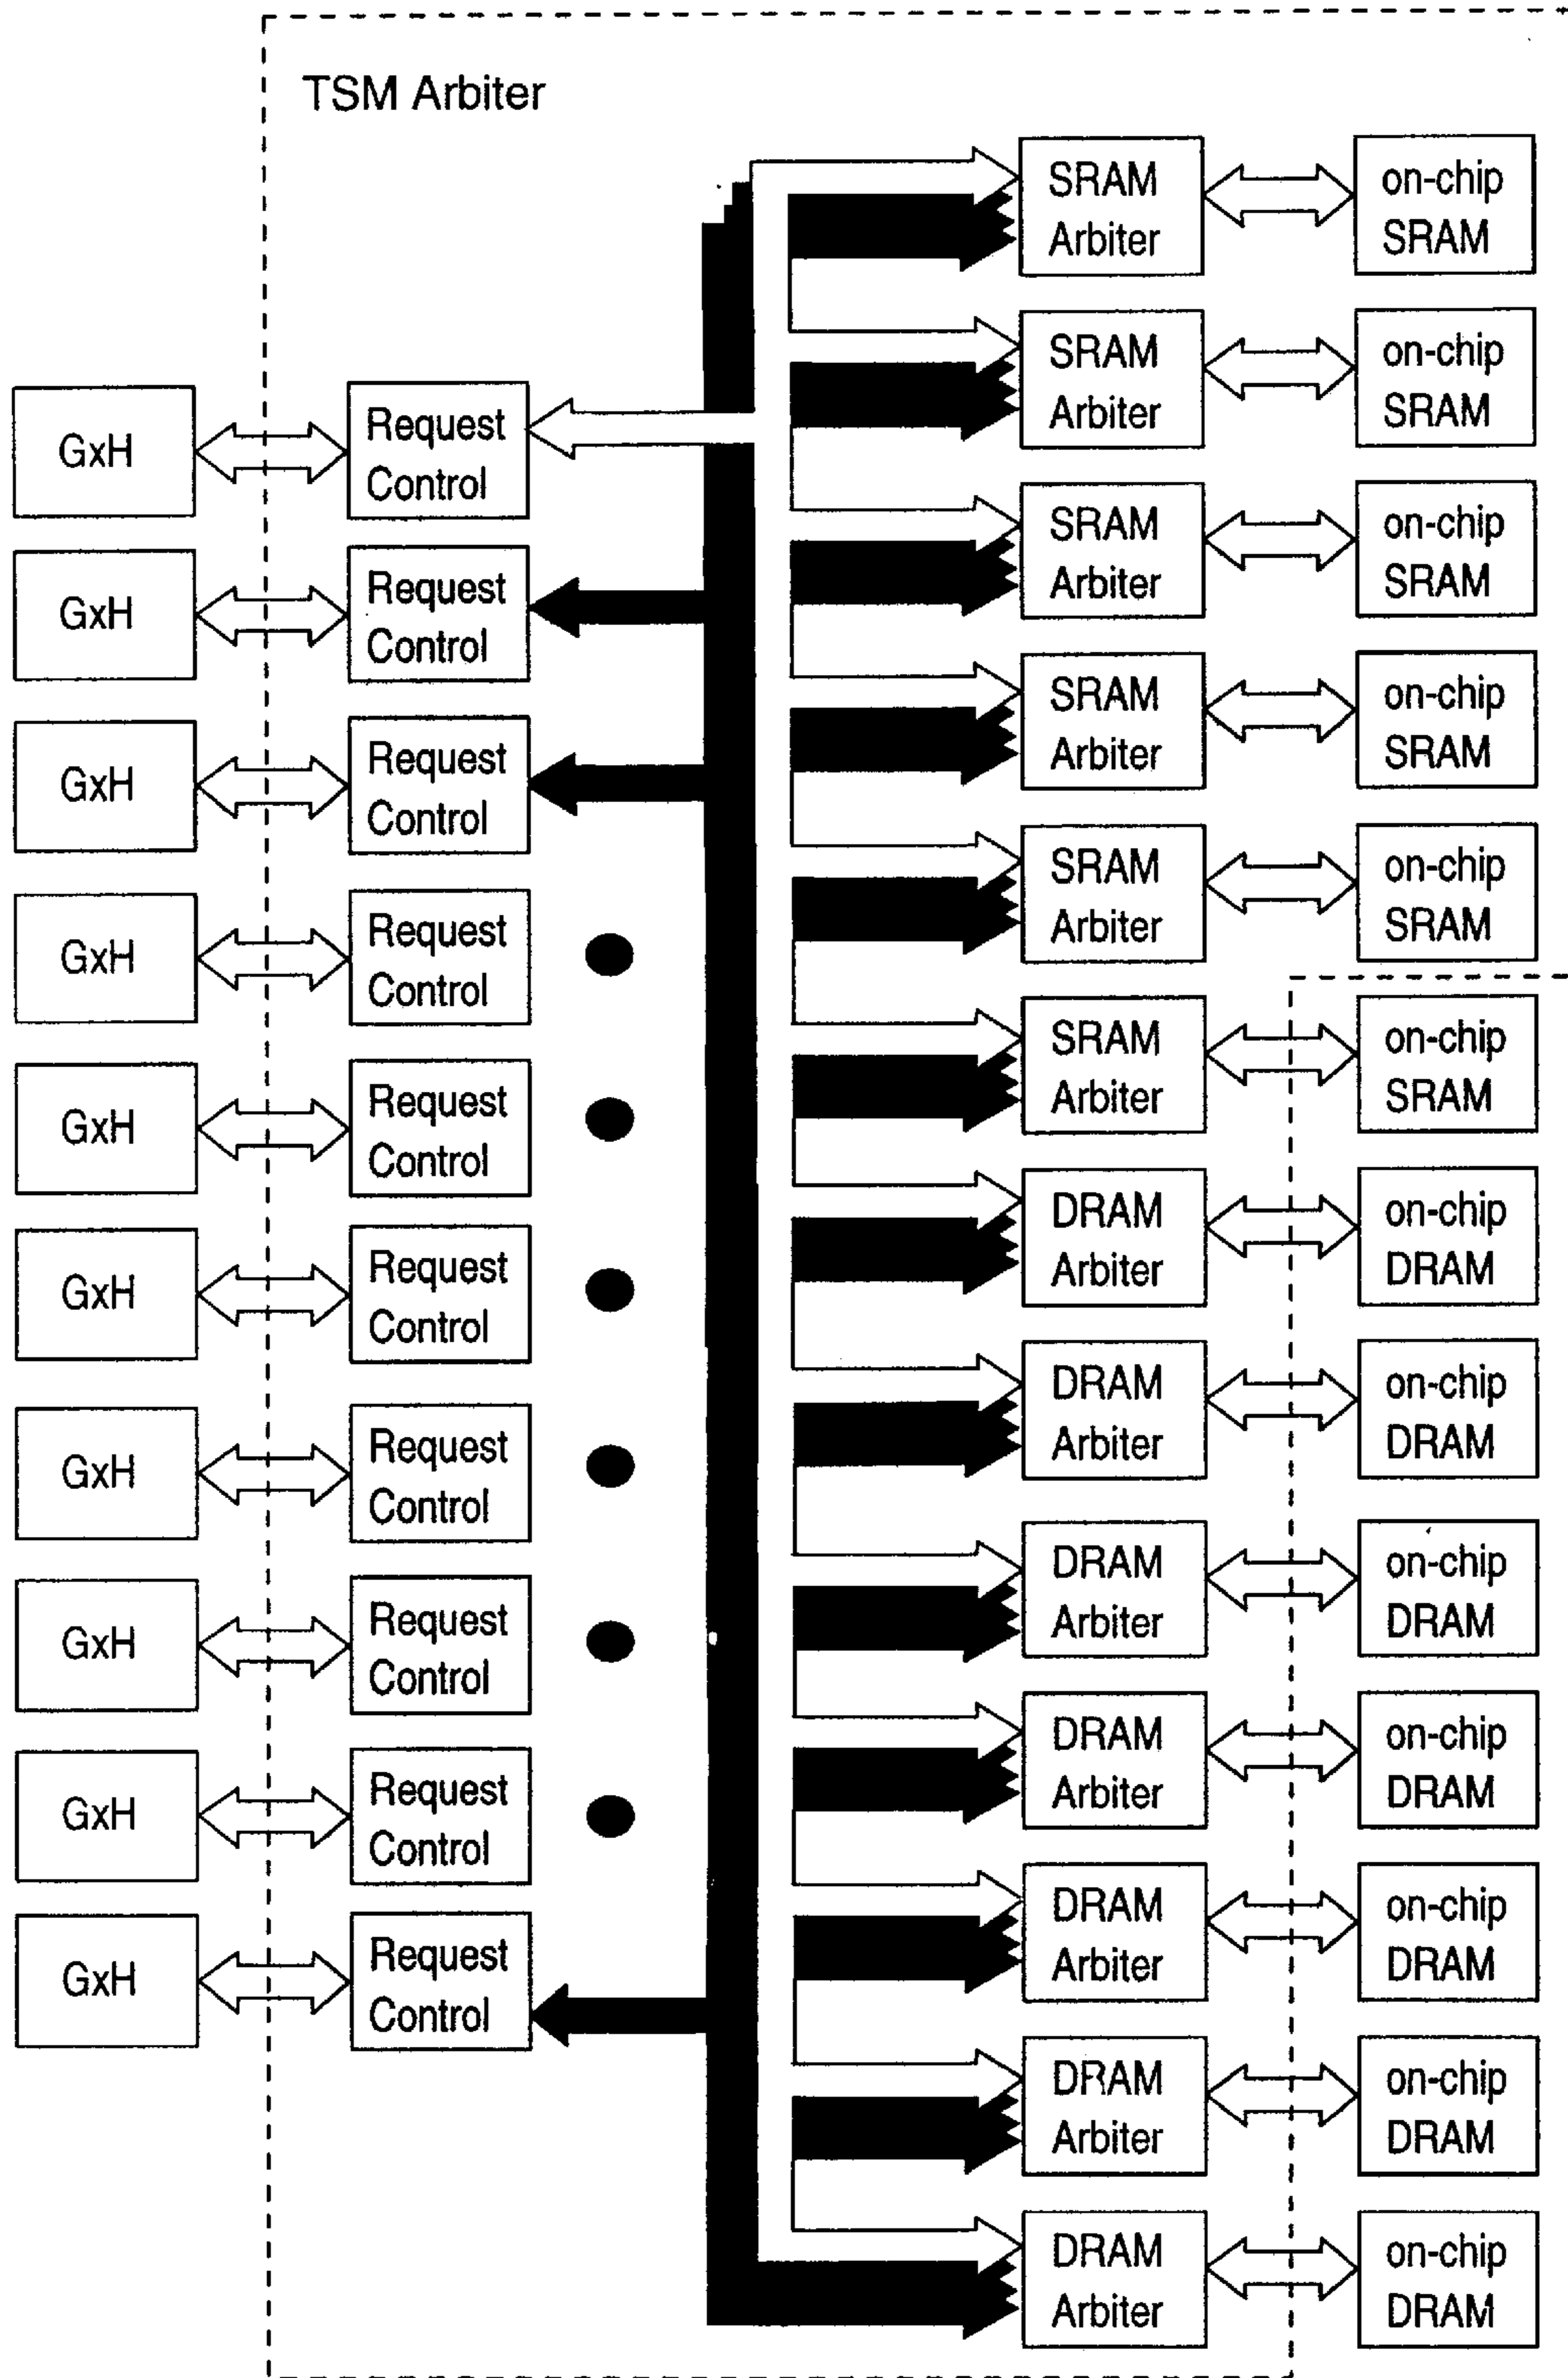 TSM Arbiter
GxH
GxH
GxH
GxH
GxH
GxH
GxH
GxH
GxH
GxH
Request
Control
Request
Control
Request
Control
Request
Control
Request
Control
Request
Control
Request
Control
Request
Control
Request
Control
Request
Control
SRAM
Arbiter
SRAM
Arbiter
SRAM
Arbiter
SRAM
Arbiter
SRAM
Arbiter
SRAM
Arbiter
DRAM
Arbiter
DRAM
Arbiter
DRAM
Arbiter
DRAM
Arbiter
DRAM
Arbiter
DRAM
Arbiter
DRAM
Arbiter
on-chip
SRAM
on-chip
SRAM
on-chip
SRAM
on-chip
SRAM
on-chip
SRAM
on-chip
SRAM
on-chip
DRAM
on-chip
DRAM
on-chip
DRAM
on-chip
DRAM
on-chip
DRAM
on-chip
DRAM
on-chip
DRAM